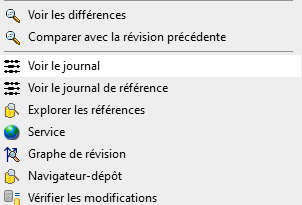 Voir les différences
Comparer avec la révision précédente
Voir le journal
Voir le journal de référence
Explorer les références
Service
Graphe de révision
Navigateur-dépôt
Vérifier les modifications